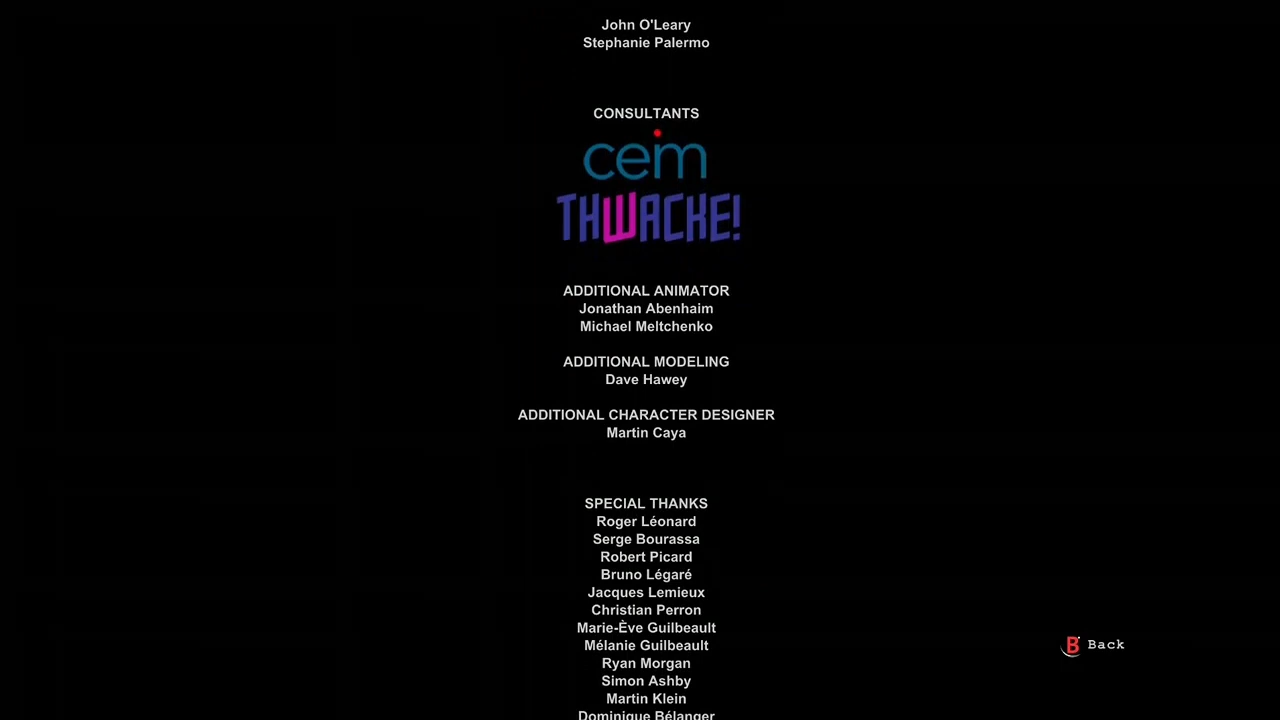 John O'Leary
Stephanie Palermo
CONSULTANTS
ceim
THWACKE!
ADDITIONAL ANIMATOR
Jonathan Abenhaim
Michael Meltchenko
ADDITIONAL MODELING
Dave Hawey
ADDITIONAL CHARACTER DESIGNER
Martin Caya
SPECIAL THANKS
Roger Léonard
Serge Bourassa
Robert Picard
Bruno Légaré
Jacques Lemieux
Christian Perron
Marie-Ève Guilbeault
Mélanie Guilbeault
B Back
Ryan Morgan
Simon Ashby
Martin Klein
Dominique Bélanger